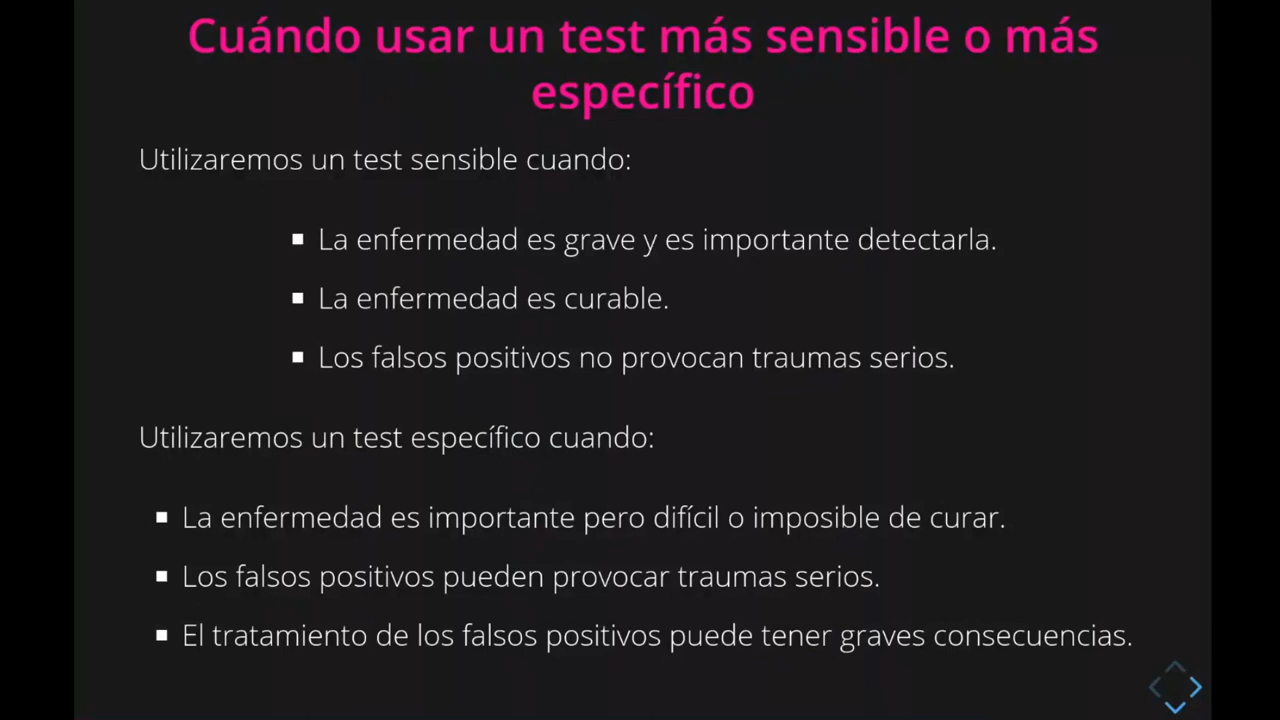 Cuándo usar un test más sensible o más
específico
Utilizaremos un test sensible cuando:
▪ La enfermedad es grave y es importante detectarla.
▪ La enfermedad es curable.
▪ Los falsos positivos no provocan traumas serios.
Utilizaremos un test específico cuando:
▪ La enfermedad es importante pero difícil o imposible de curar.
▪ Los falsos positivos pueden provocar traumas serios.
▪ El tratamiento de los falsos positivos puede tener graves consecuencias.